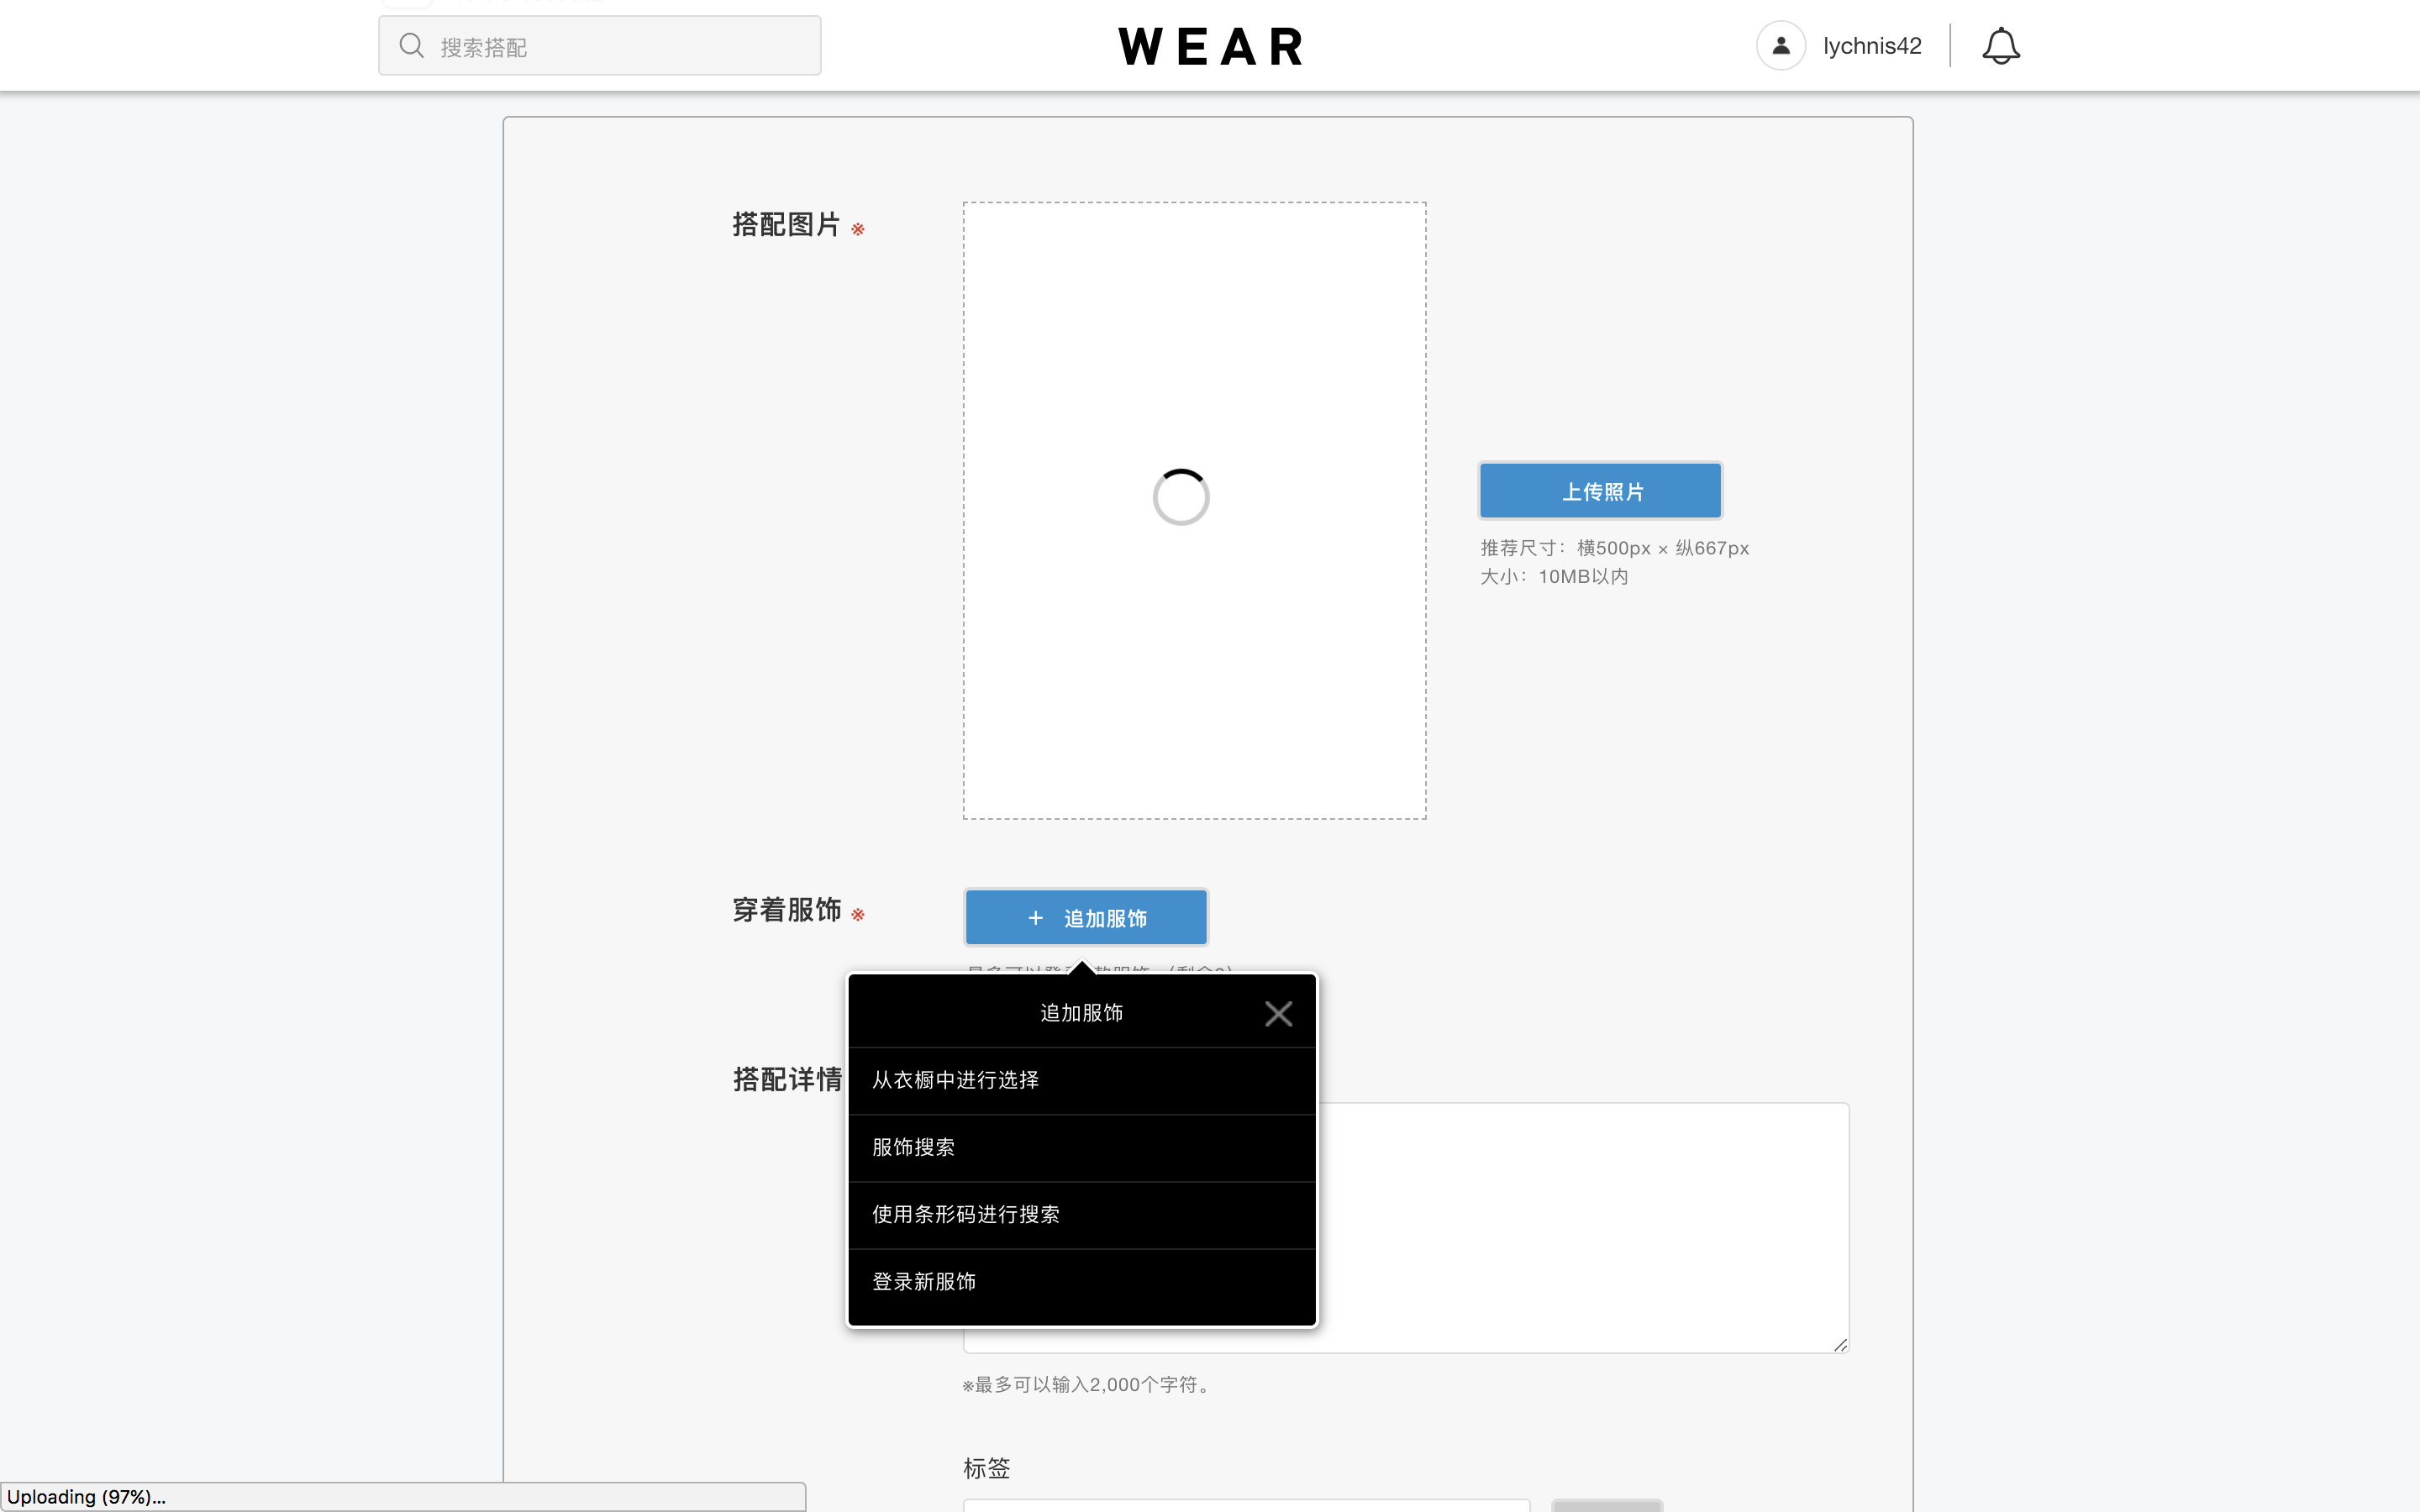 搜索搭配
WEAR
lychnis42
搭配图片 ※
上传照片
推荐尺寸：横500px × 纵667px
大小：10MB以内
穿着服饰 ※
+ 追加服饰
追加服饰
从衣橱中进行选择
服饰搜索
使用条形码进行搜索
登录新服饰
搭配详情
※最多可以输入2,000个字符。
标签
Uploading (97%)...